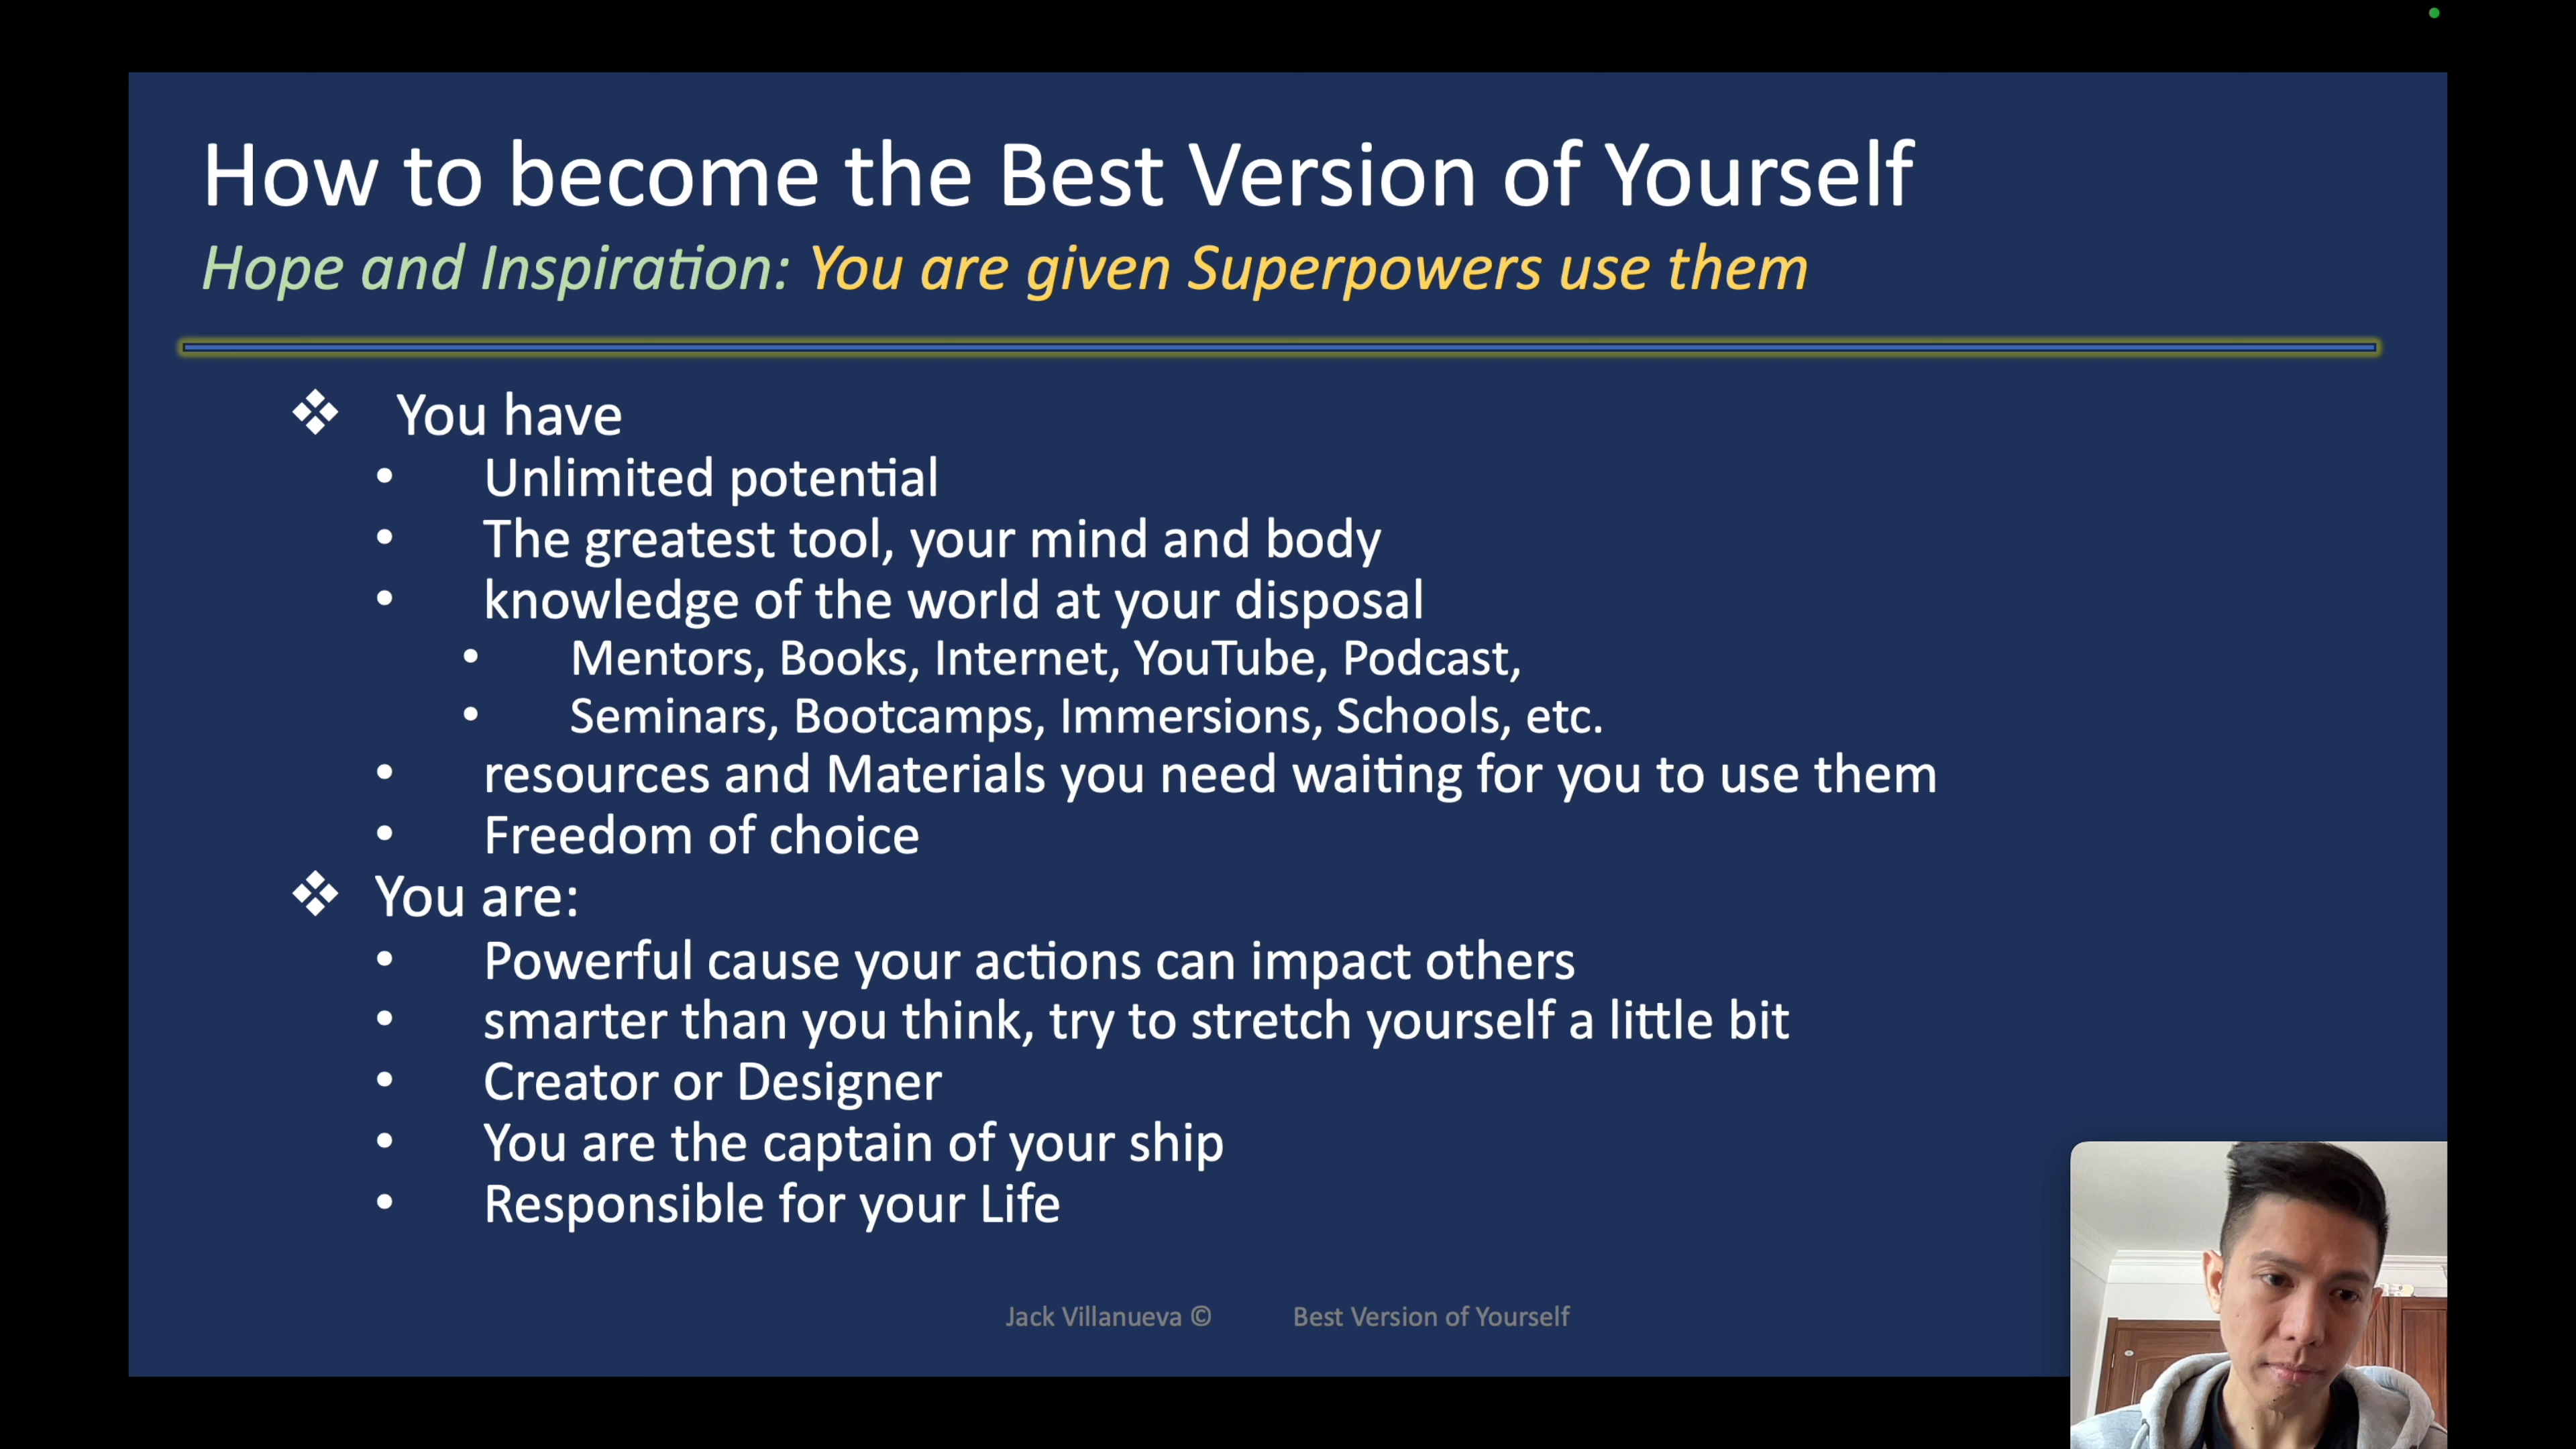 How to become the Best Version of Yourself
Hope and Inspiration: You are given Superpowers use them
❖ You have
• Unlimited potential
• The greatest tool, your mind and body
• knowledge of the world at your disposal
• Mentors, Books, Internet, YouTube, Podcast,
• Seminars, Bootcamps, Immersions, Schools, etc.
• resources and Materials you need waiting for you to use them
• Freedom of choice
❖ You are:
• Powerful cause your actions can impact others
• smarter than you think, try to stretch yourself a little bit
• Creator or Designer
• You are the captain of your ship
• Responsible for your Life
Jack Villanueva © Best Version of Yourself